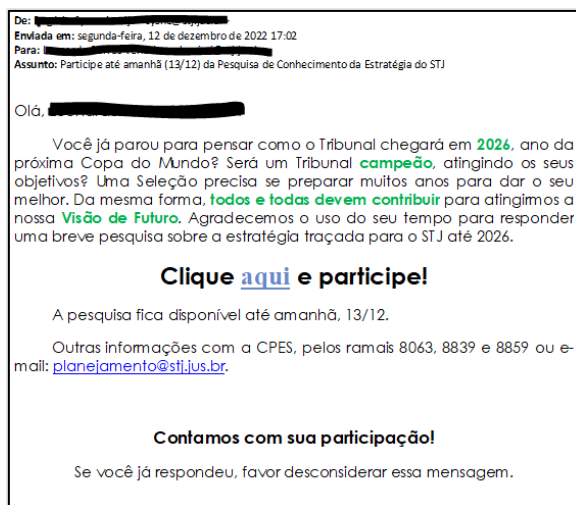 De:
Enviada em: segunda-feira, 12 de dezembro de 2022 17:02
Para:
Assunto: Participe até amanhã (13/12) da Pesquisa de Conhecimento da Estratégia do STJ
Olá,
Você já parou para pensar como o Tribunal chegará em 2026, ano da
próxima Copa do Mundo? Será um Tribunal campeão, atingindo os seus
objetivos? Uma Seleção precisa se preparar muitos anos para dar o seu
melhor. Da mesma forma, todos e todas devem contribuir para atingirmos a
nossa Visão de Futuro. Agradecemos o uso do seu tempo para responder
uma breve pesquisa sobre a estratégia traçada para o STJ até 2026.
Clique aqui e participe!
A pesquisa fica disponível até amanhã, 13/12.
Outras informações com a CPES, pelos ramais 8063, 8839 e 8859 ou e-
mail: planejamento@stj.jus.br.
Contamos com sua participação!
Se você já respondeu, favor desconsiderar essa mensagem.